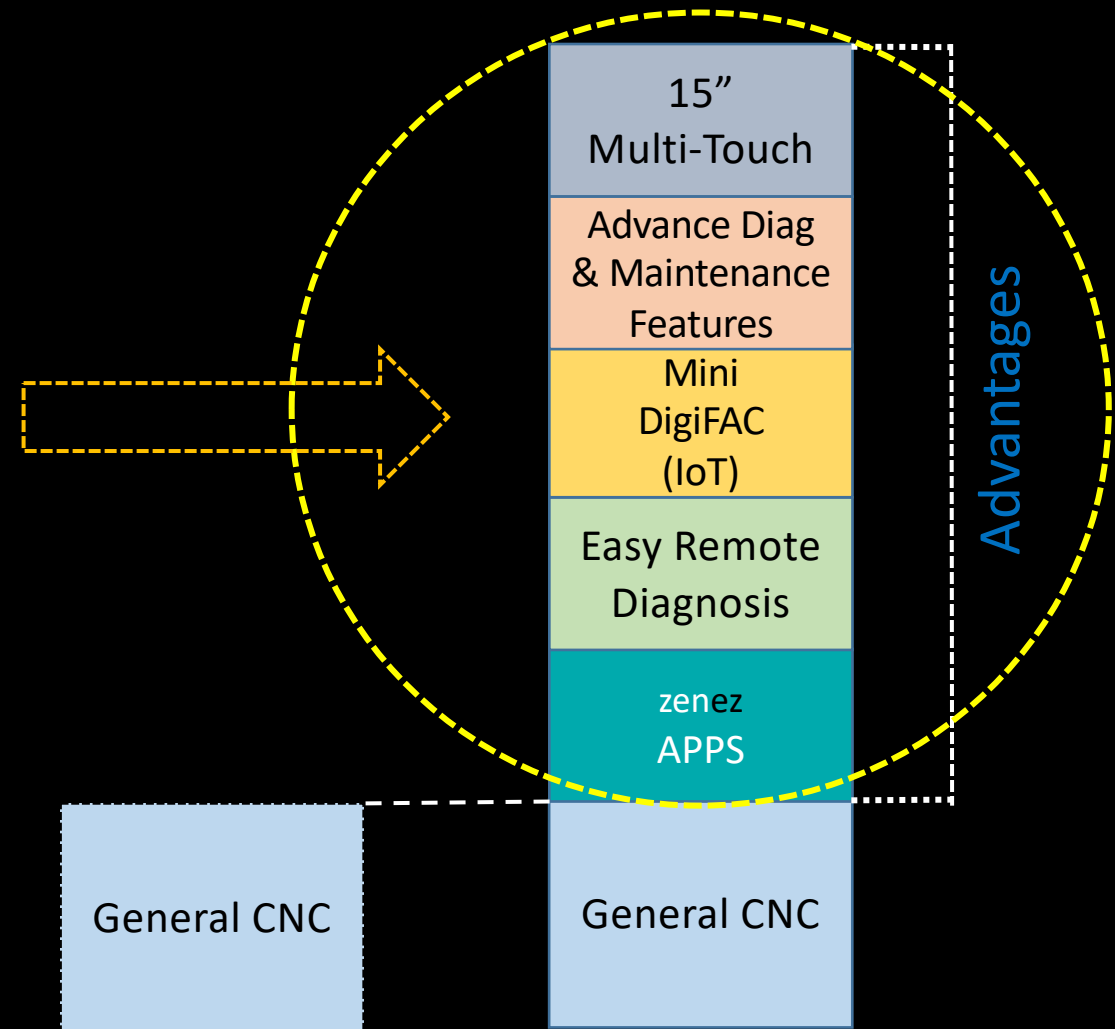 15”
Multi-Touch
Advance Diag
& Maintenance
Features
Mini
DigiFAC
(IoT)
Easy Remote
Diagnosis
zenez
APPS
General CNC
General CNC
Advantages